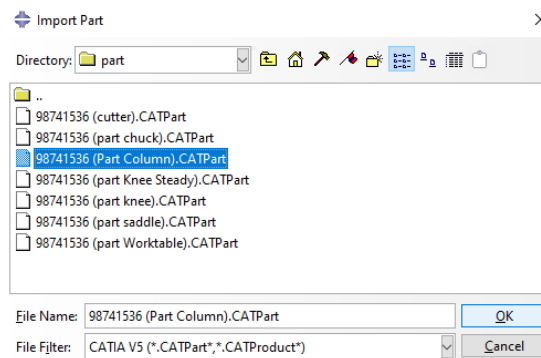 Import Part
Directory: part
..
98741536 (cutter).CATPart
98741536 (part chuck).CATPart
98741536 (Part Column).CATPart
98741536 (part Knee Steady).CATPart
98741536 (part knee).CATPart
98741536 (part saddle).CATPart
98741536 (part Worktable).CATPart
File Name: 98741536 (Part Column).CATPart OK
File Filter: CATIA V5 (*.CATPart*,*.CATProduct*) Cancel